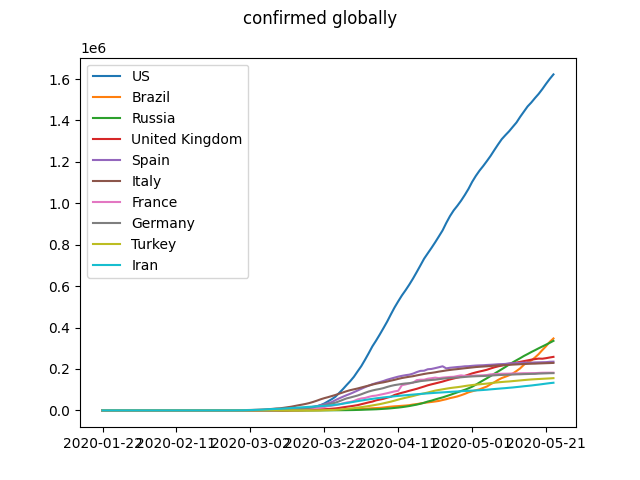 confirmed globally
1e6
1.6
1.4
1.2
1.0
0.8
0.6
0.4
0.2
0.0
US
Brazil
Russia
United Kingdom
Spain
Italy
France
Germany
Turkey
Iran
2020-01-22 2020-02-11 2020-03-02 2020-03-22 2020-04-11 2020-05-01 2020-05-21